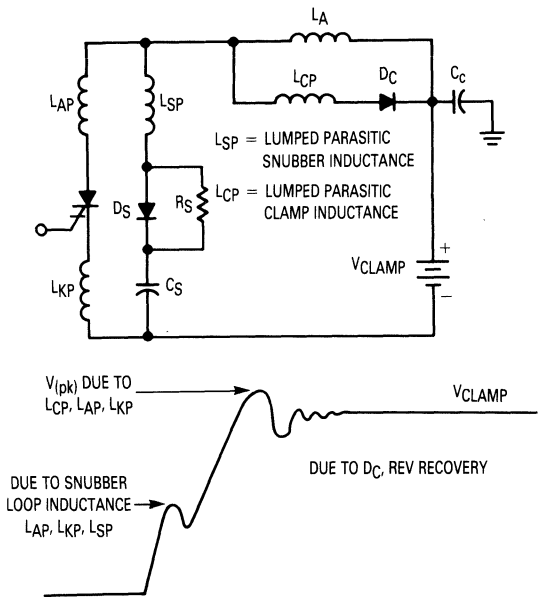 LA
LCP
DC
CC
LAP
LSP
LSP = LUMPED PARASITIC
SNUBBER INDUCTANCE
LCP = LUMPED PARASITIC
CLAMP INDUCTANCE
DS
RS
LKP
CS
VCLAMP
+
−
V(pk) DUE TO
LCP, LAP, LKP
VCLAMP
DUE TO DC, REV RECOVERY
DUE TO SNUBBER
LOOP INDUCTANCE
LAP, LKP, LSP